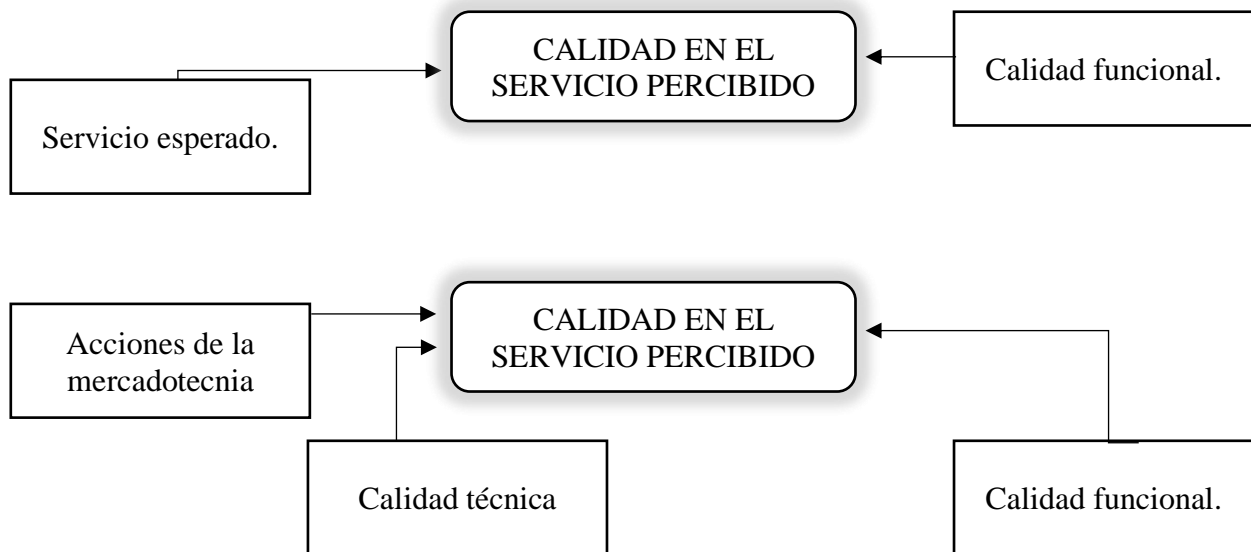 CALIDAD EN EL
SERVICIO PERCIBIDO
Calidad funcional.
Servicio esperado.
CALIDAD EN EL
SERVICIO PERCIBIDO
Acciones de la
mercadotecnia
Calidad técnica
Calidad funcional.